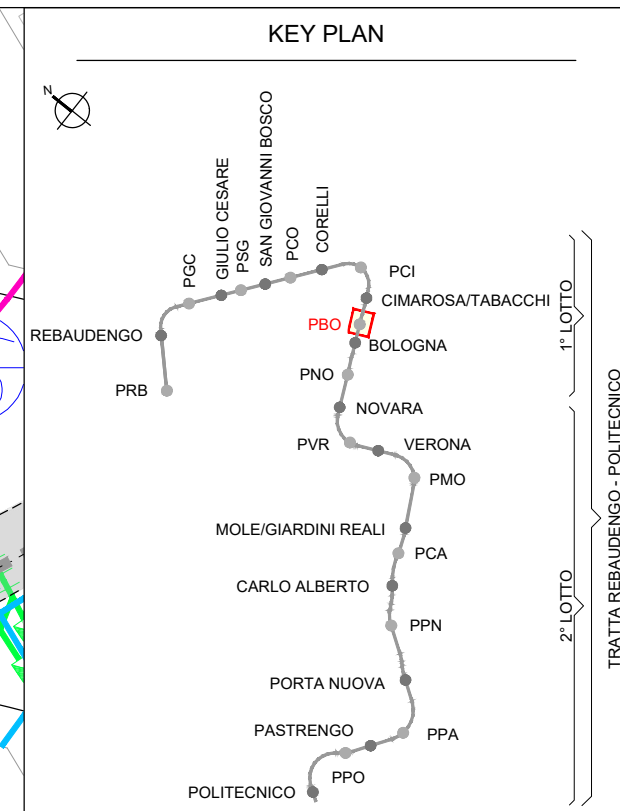 KEY PLAN
N
PGC
GIULIO CESARE
PSG
SAN GIOVANNI BOSCO
PCO
CORELLI
PCI
CIMAROSA/TABACCHI
REBAUDENGO
PBO
BOLOGNA
PRB
PNO
NOVARA
PVR
VERONA
PMO
MOLE/GIARDINI REALI
PCA
CARLO ALBERTO
PPN
PORTA NUOVA
PASTRENGO
PPA
PPO
POLITECNICO
1° LOTTO
2° LOTTO
TRATTA REBAUDENGO - POLITECNICO